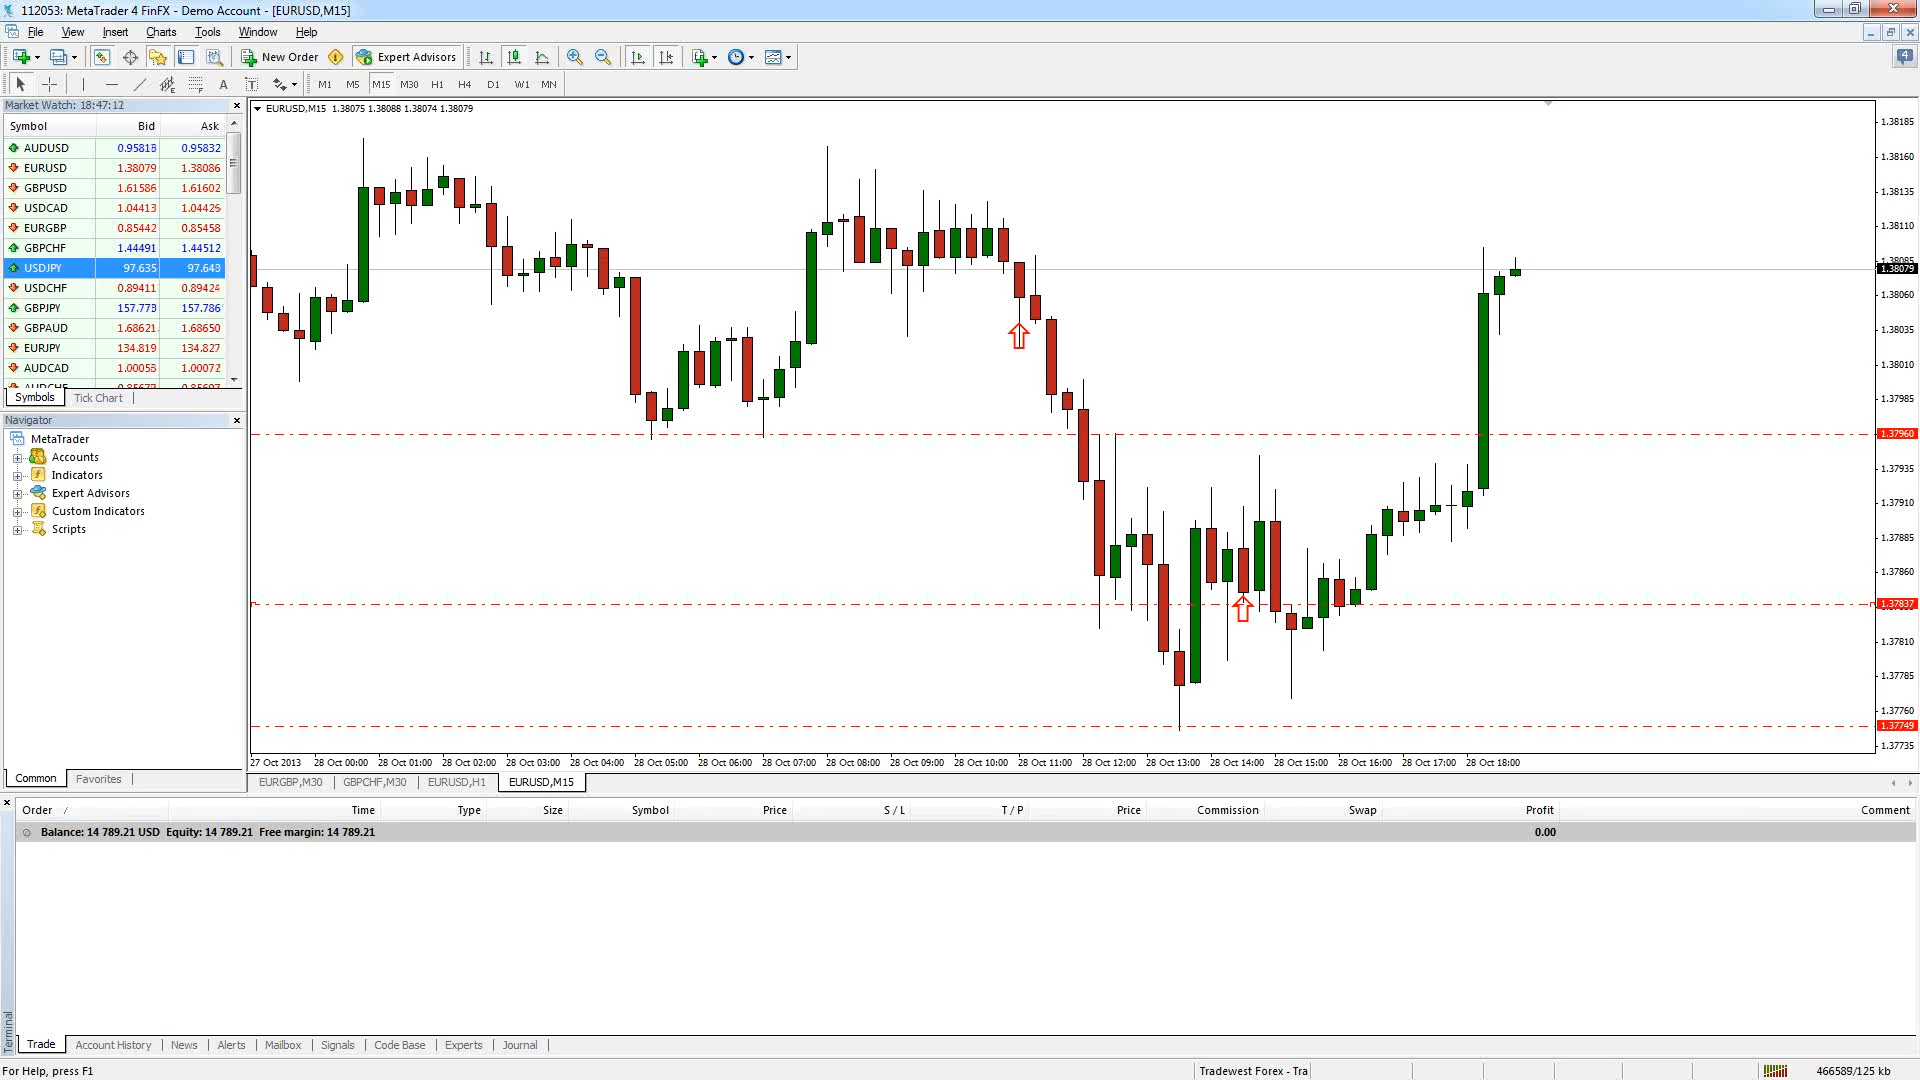 112053: MetaTrader 4 FinFX - Demo Account - [EURUSD,M15]
File View Insert Charts Tools Window Help
New Order Expert Advisors 4
A T M1 M5 M15 M30 H1 H4 D1 W1 MN
Market Watch: 18:47:12
Symbol Bid Ask
AUDUSD 0.95818 0.95832
EURUSD 1.38079 1.38086
GBPUSD 1.61586 1.61602
USDCAD 1.04413 1.04425
EURGBP 0.85442 0.85458
GBPCHF 1.44491 1.44512
USDJPY 97.635 97.643
USDCHF 0.89411 0.89424
GBPJPY 157.778 157.786
GBPAUD 1.68621 1.68650
EURJPY 134.819 134.827
AUDCAD 1.00058 1.00072
Symbols Tick Chart
Navigator
MetaTrader
Accounts
Indicators
Expert Advisors
Custom Indicators
Scripts
Common Favorites
EURUSD,M15 1.38075 1.38088 1.38074 1.38079
1.38185
1.38160
1.38135
1.38110
1.38079
1.38060
1.38035
1.38010
1.37985
1.37960
1.37935
1.37910
1.37885
1.37860
1.37837
1.37810
1.37785
1.37760
1.37749
1.37735
27 Oct 2013 28 Oct 00:00 28 Oct 01:00 28 Oct 02:00 28 Oct 03:00 28 Oct 04:00 28 Oct 05:00 28 Oct 06:00 28 Oct 07:00 28 Oct 08:00 28 Oct 09:00 28 Oct 10:00 28 Oct 11:00 28 Oct 12:00 28 Oct 13:00 28 Oct 14:00 28 Oct 15:00 28 Oct 16:00 28 Oct 17:00 28 Oct 18:00
EURGBP,M30 GBPCHF,M30 EURUSD,H1 EURUSD,M15
Order / Time Type Size Symbol Price S / L T / P Price Commission Swap Profit Comment
Balance: 14 789.21 USD Equity: 14 789.21 Free margin: 14 789.21 0.00
Terminal
Trade Account History News Alerts Mailbox Signals Code Base Experts Journal
For Help, press F1 Tradewest Forex - Tra 466589/125 kb